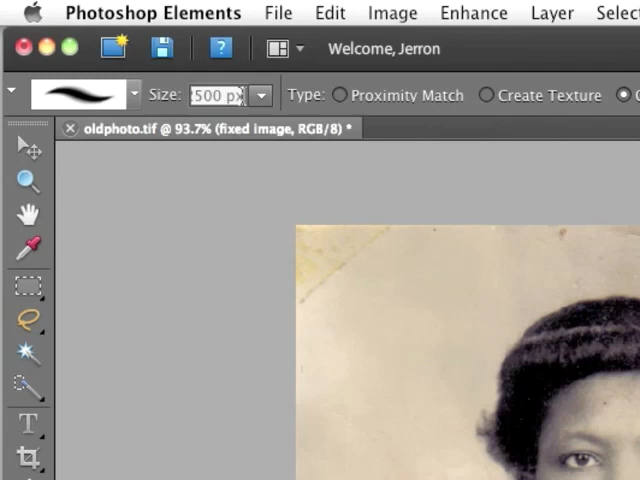 Photoshop Elements File Edit Image Enhance Layer Select
? Welcome, Jerron
Size: 500 px Type: Proximity Match Create Texture
oldphoto.tif @ 93.7% (fixed image, RGB/8) *
T